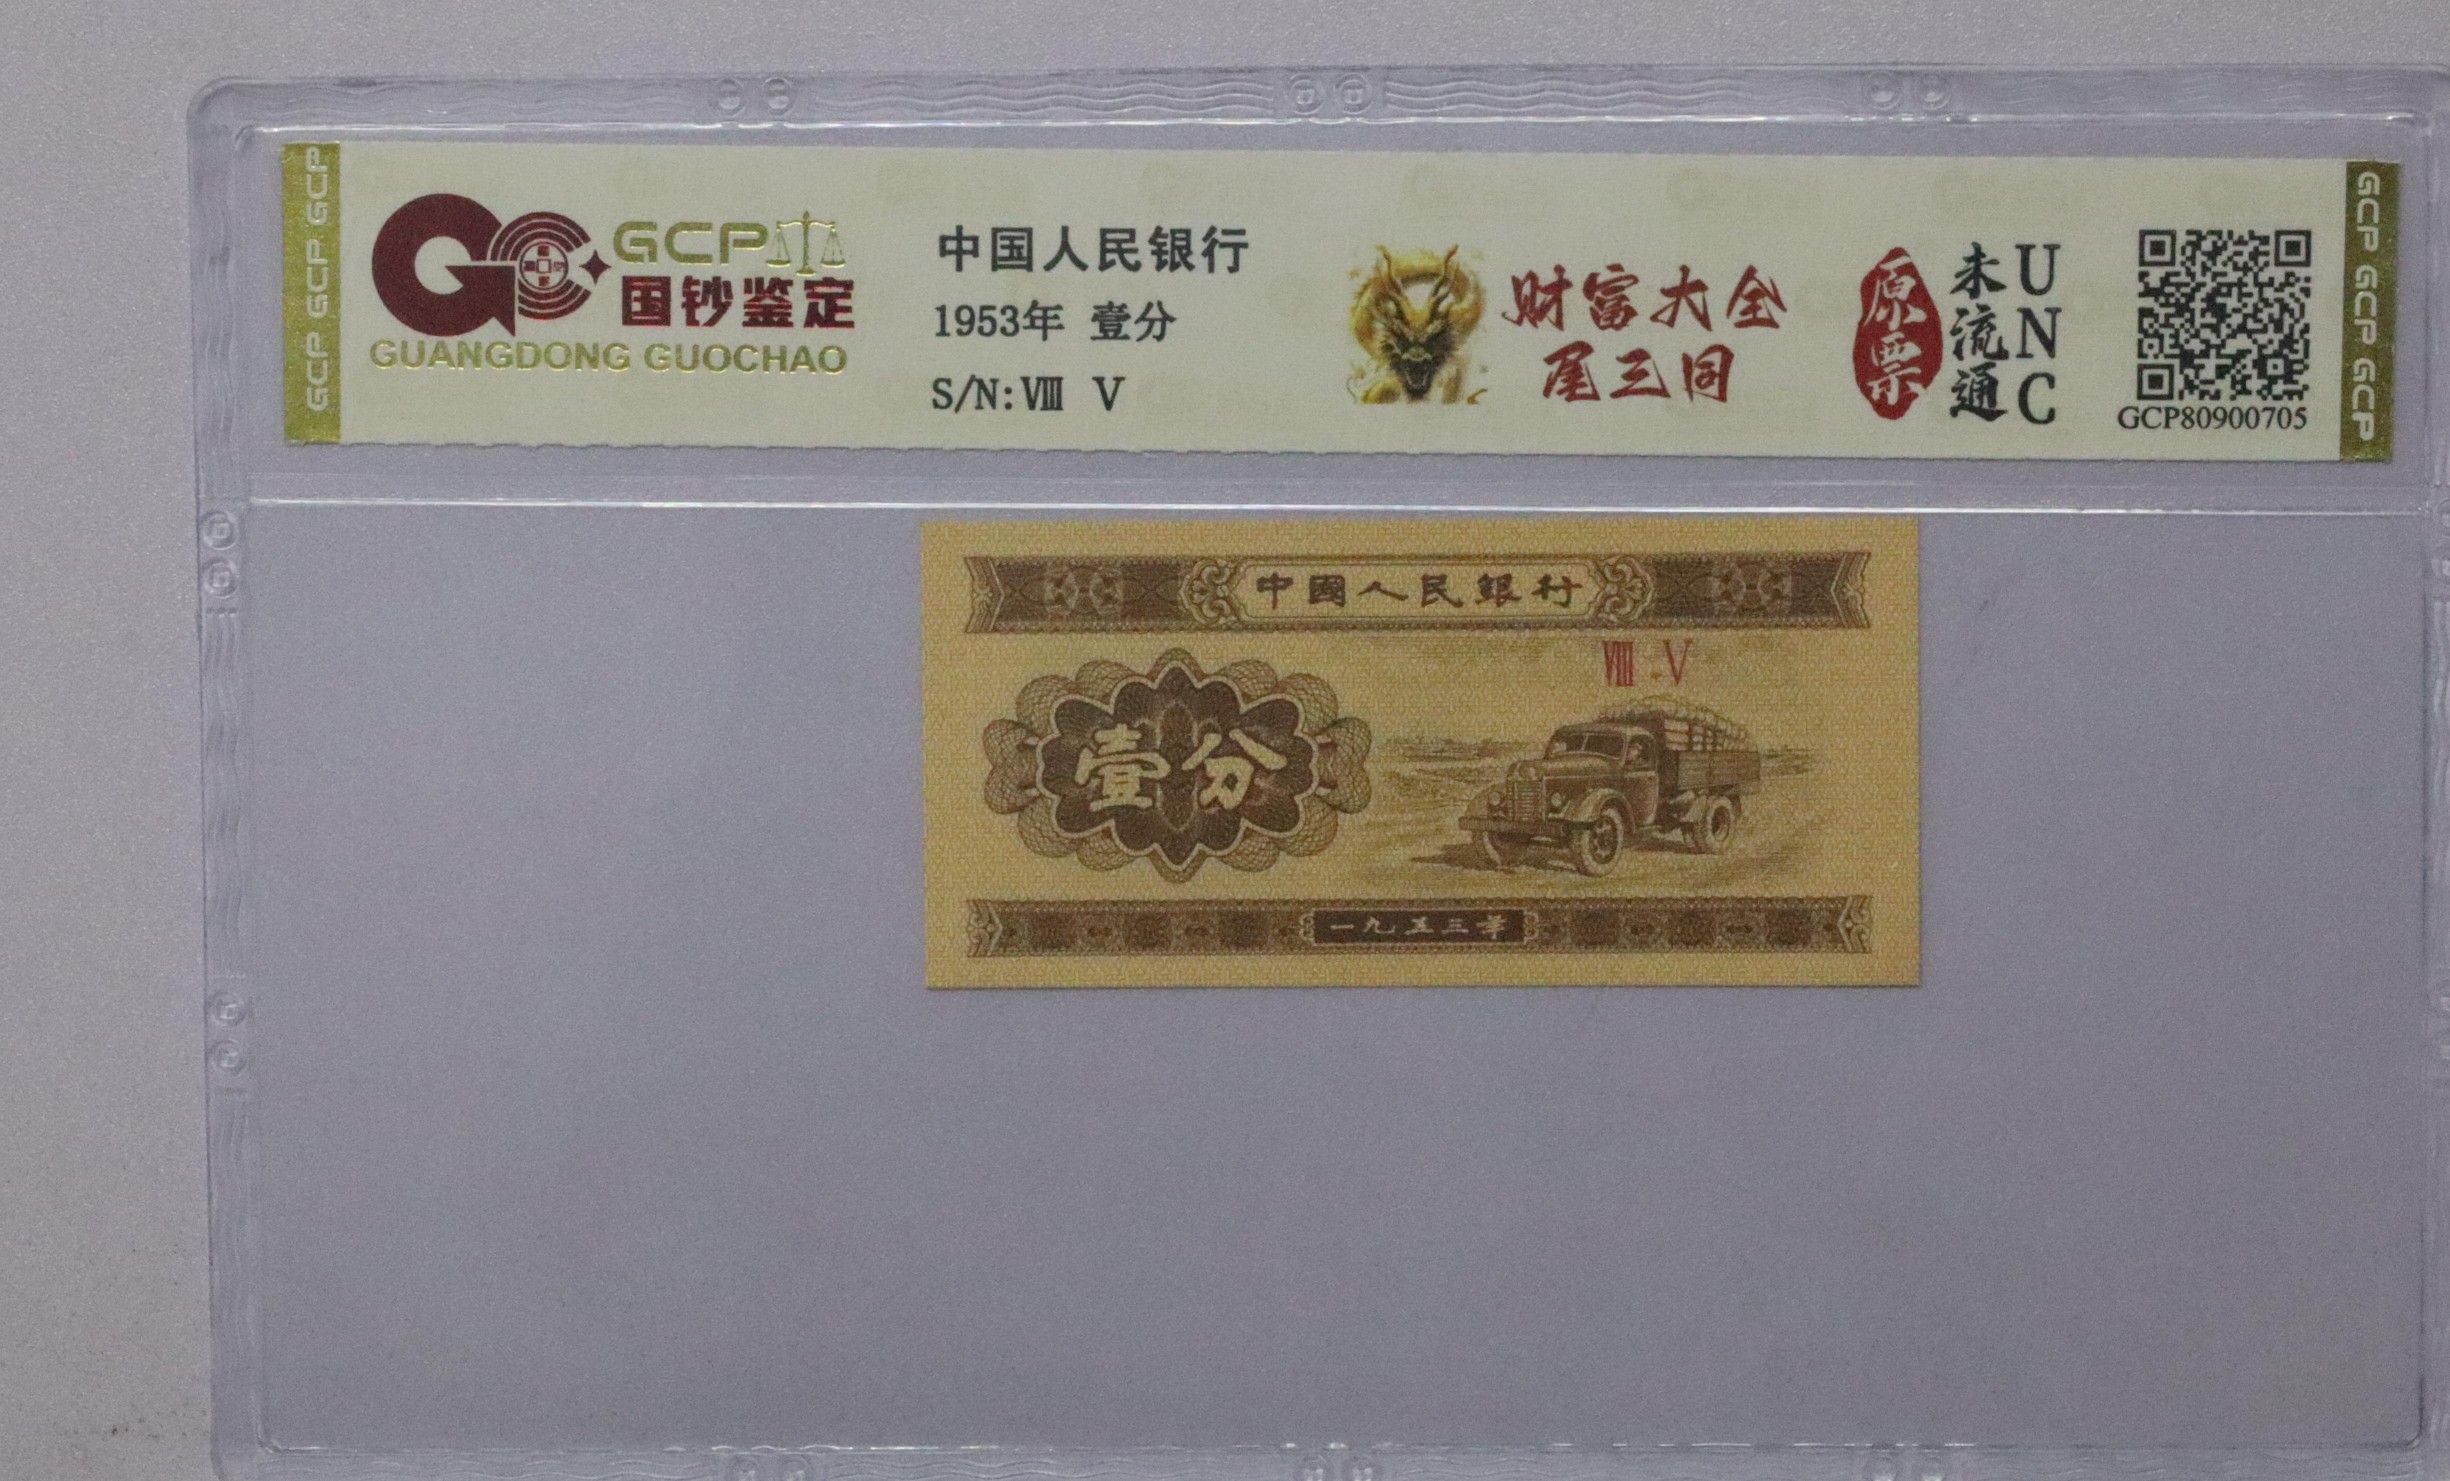 GCP GCP GCP
GCP
国钞鉴定
GUANGDONG GUOCHAO
中国人民银行
1953年 壹分
S/N:Ⅷ Ⅴ
财富大全
尾三同
原票
未流通
UNC
GCP80900705
GCP GCP GCP
中國人民銀行
Ⅷ Ⅴ
壹分
一九五三年